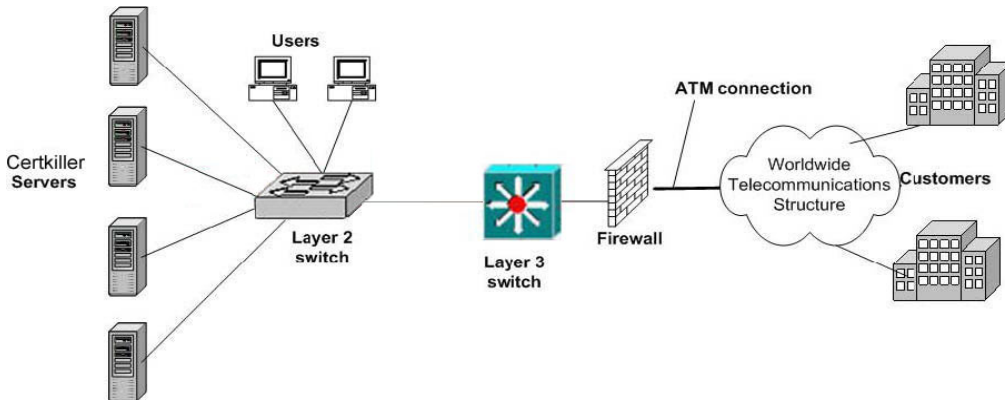 Users
ATM connection
Certkiller
Servers
Worldwide
Telecommunications
Structure
Customers
Layer 2
switch
Firewall
Layer 3
switch